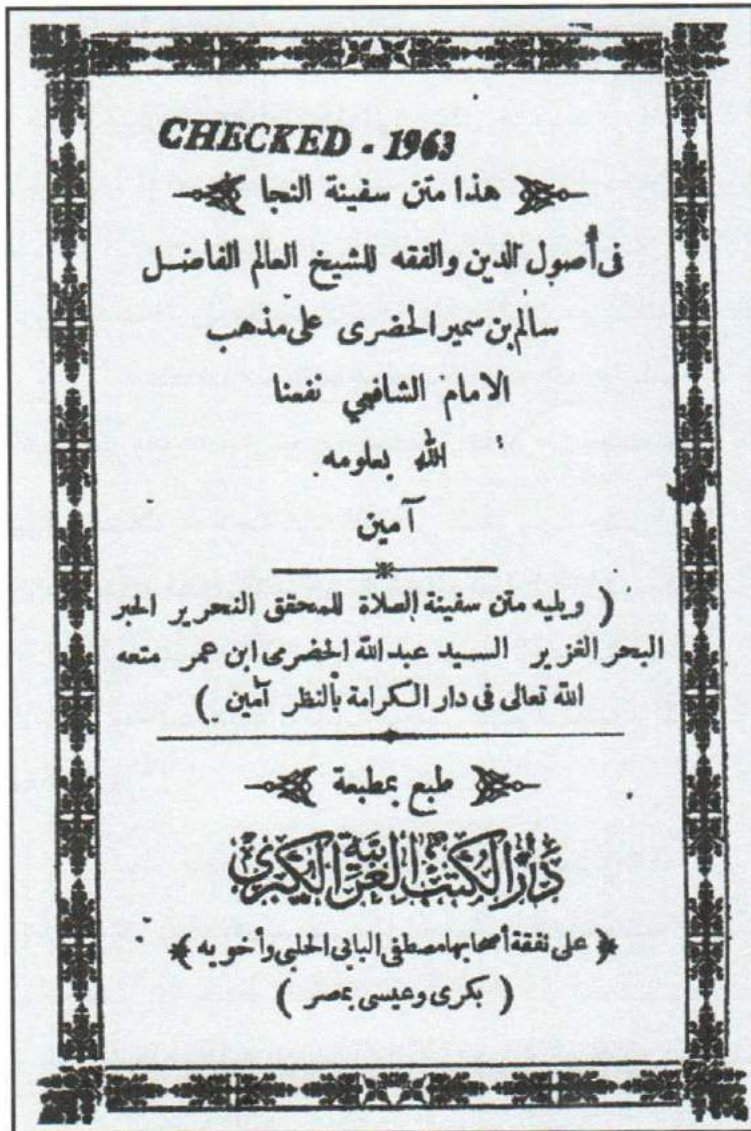 CHECKED - 1963
هذا متن سفينة النجا
فى أصول الدين والفقه للشيخ العالم الفاضل
سالم بن سمير الحضرى على مذهب
الامام الشافعي نفعنا
الله بعلومه
آمين
( ويليه متن سفينة الصلاة للمحقق النحرير الحبر
البحر الغزير السيد عبد الله الحضرمى ابن عمر متعه
الله تعالى فى دار الكرامة بالنظر آمين )
طبع بمطبعة
دار الكتب العربية الكبرى
على نفقة أصحابها مصطفى البابى الحلبى وأخويه
( بكرى وعيسى بمصر )